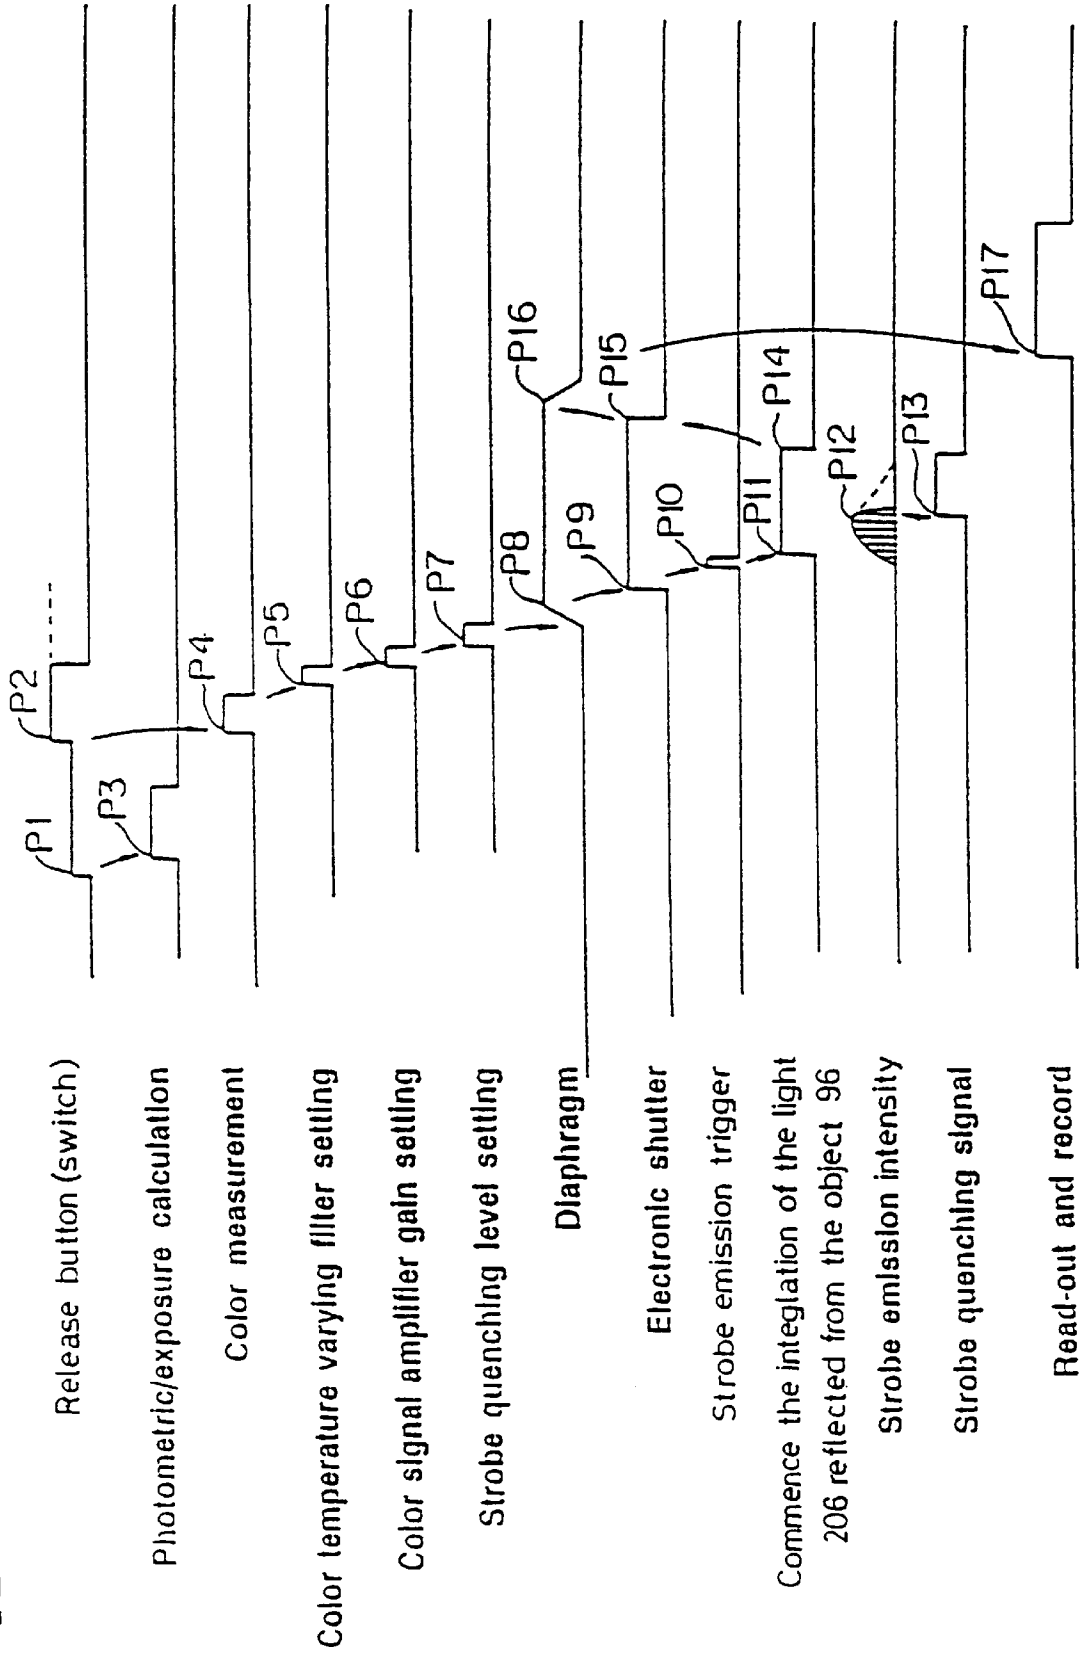 Release button (switch)
P1
P2
Photometric/exposure calculation
P3
Color measurement
P4
Color temperature varying filter setting
P5
Color signal amplifier gain setting
P6
Strobe quenching level setting
P7
Diaphragm
P8
P16
Electronic shutter
P9
P15
Strobe emission trigger
P10
Commence the integlation of the light
206 reflected from the object 96
P11
P14
Strobe emission intensity
P12
Strobe quenching signal
P13
Read-out and record
P17